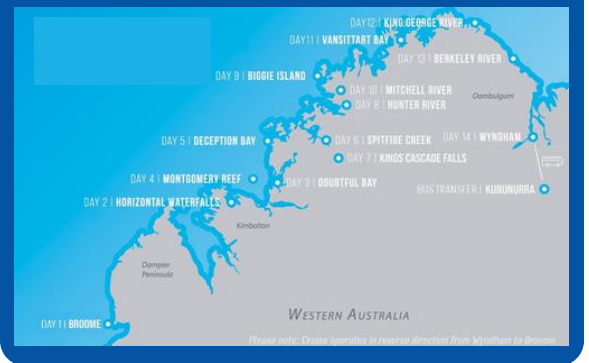 DAY 12 | KING GEORGE RIVER
DAY 11 | VANSITTART BAY
DAY 13 | BERKELEY RIVER
DAY 9 | BIGGIE ISLAND
DAY 10 | MITCHELL RIVER
Oombulgurri
DAY 8 | HUNTER RIVER
DAY 5 | DECEPTION BAY
DAY 6 | SPITFIRE CREEK
DAY 14 | WYNDHAM
DAY 7 | KINGS CASCADE FALLS
DAY 4 | MONTGOMERY REEF
DAY 3 | DOUBTFUL BAY
BUS TRANSFER | KUNUNURRA
DAY 2 | HORIZONTAL WATERFALLS
Kimbolton
Dampier
Peninsula
WESTERN AUSTRALIA
DAY 1 | BROOME
Please note: Cruise operates in reverse direction from Wyndham to Broome